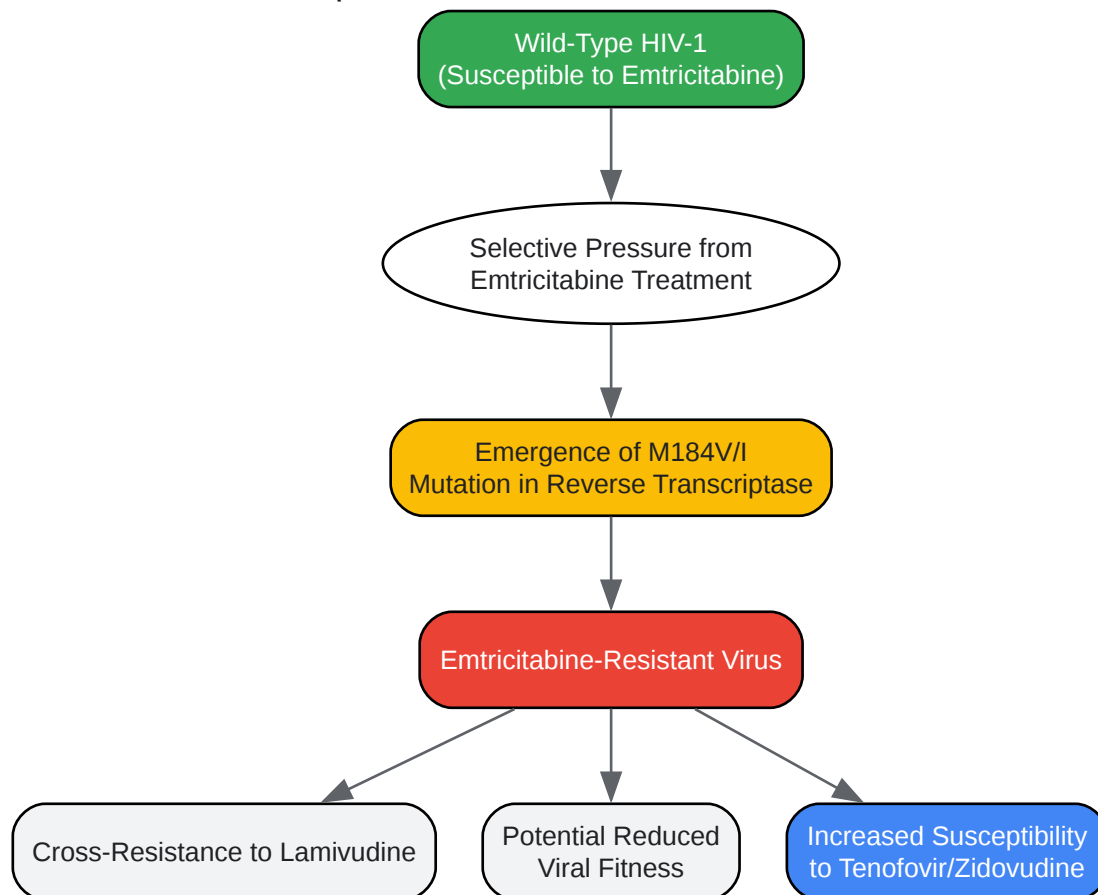 Wild-Type HIV-1
(Susceptible to Emtricitabine)
Selective Pressure from
Emtricitabine Treatment
Emergence of M184V/I
Mutation in Reverse Transcriptase
Emtricitabine-Resistant Virus
Cross-Resistance to Lamivudine
Potential Reduced
Viral Fitness
Increased Susceptibility
to Tenofovir/Zidovudine